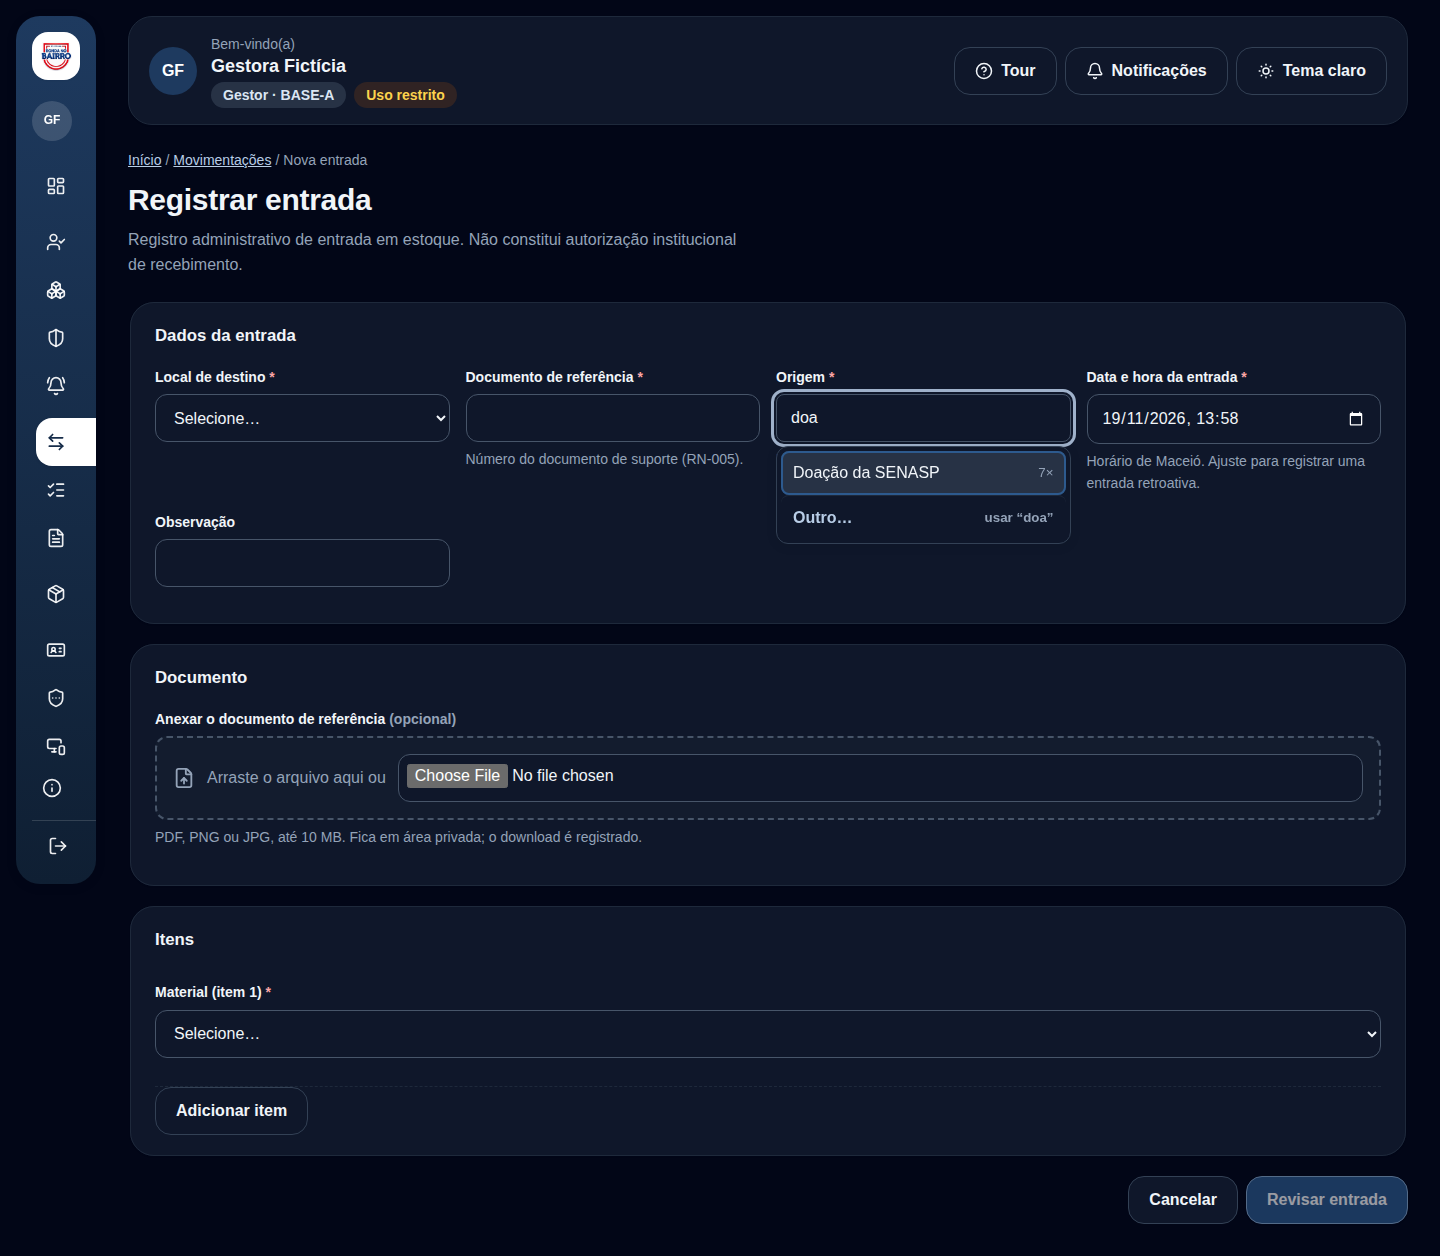 BAIRRO
GF
GF
Bem-vindo(a)
Gestora Fictícia
Gestor · BASE-A
Uso restrito
Tour
Notificações
Tema claro
Início / Movimentações / Nova entrada
Registrar entrada
Registro administrativo de entrada em estoque. Não constitui autorização institucional
de recebimento.
Dados da entrada
Local de destino *
Selecione…
Documento de referência *
Número do documento de suporte (RN-005).
Origem *
doa
Doação da SENASP 7×
Outro… usar “doa”
Data e hora da entrada *
19/11/2026, 13:58
Horário de Maceió. Ajuste para registrar uma
entrada retroativa.
Observação
Documento
Anexar o documento de referência (opcional)
Arraste o arquivo aqui ou
Choose File No file chosen
PDF, PNG ou JPG, até 10 MB. Fica em área privada; o download é registrado.
Itens
Material (item 1) *
Selecione…
Adicionar item
Cancelar
Revisar entrada